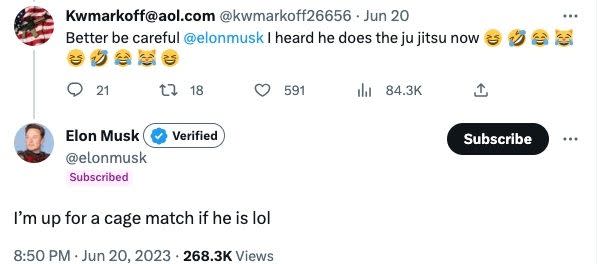 Kwmarkoff@aol.com @kwmarkoff26656 · Jun 20
Better be careful @elonmusk I heard he does the ju jitsu now 😆 🤣 😂 😹
😆 🤣 😂 😹 😆
21 18 591 84.3K
Elon Musk Verified
@elonmusk
Subscribed
Subscribe
I’m up for a cage match if he is lol
8:50 PM · Jun 20, 2023 · 268.3K Views